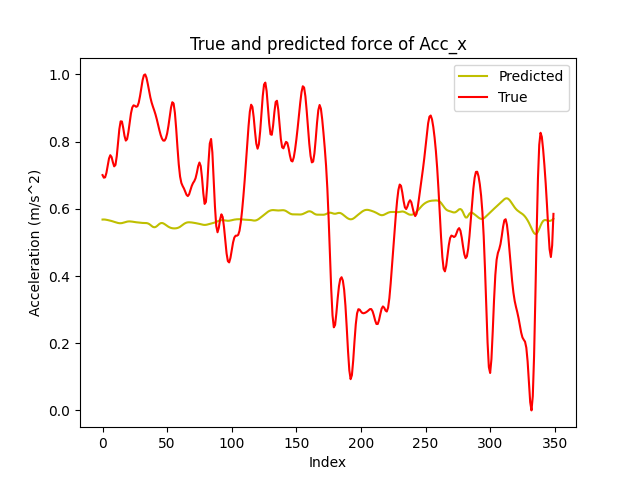 True and predicted force of Acc_x
Predicted
True
1.0
0.8
0.6
0.4
0.2
0.0
Acceleration (m/s^2)
0 50 100 150 200 250 300 350
Index